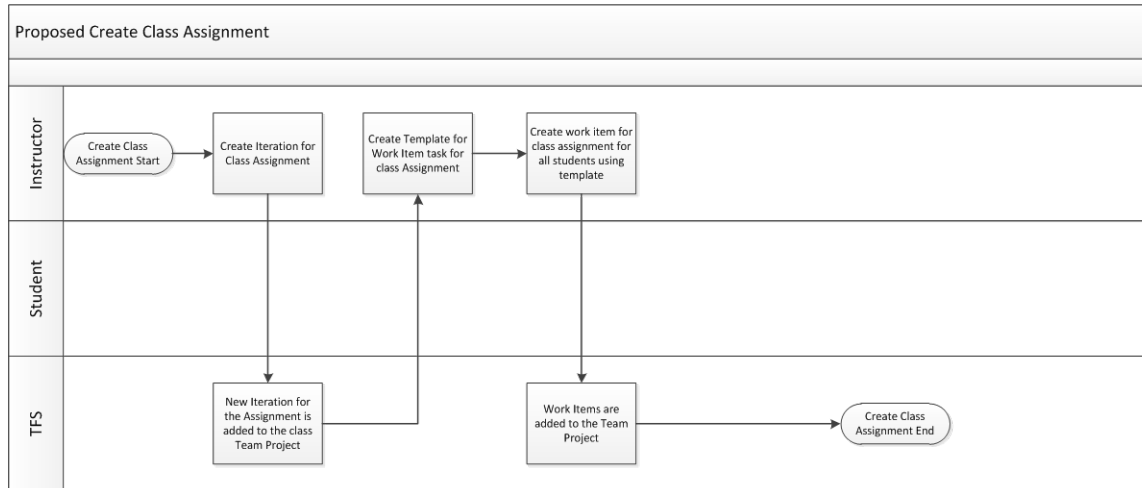 Proposed Create Class Assignment
Instructor
Create Class
Assignment Start
Create Iteration for
Class Assignment
Create Template for
Work Item task for
class Assignment
Create work item for
class assignment for
all students using
template
Student
TFS
New Iteration for
the Assignment is
added to the class
Team Project
Work Items are
added to the Team
Project
Create Class
Assignment End